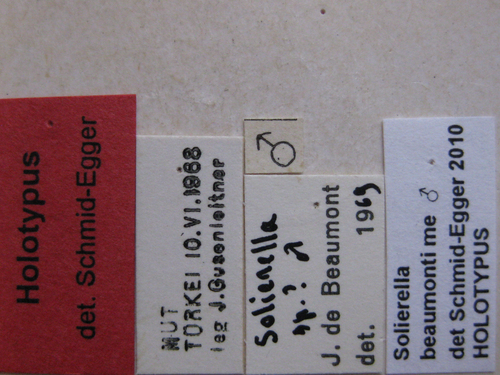 Holotypus
det. Schmid-Egger
MUT
TÜRKEI 10.VI.1968
leg J.Gusenleitner
♂
Solierella
sp.? ♂
J. de Beaumont
det. 1969
Solierella
beaumonti me ♂
det Schmid-Egger 2010
HOLOTYPUS